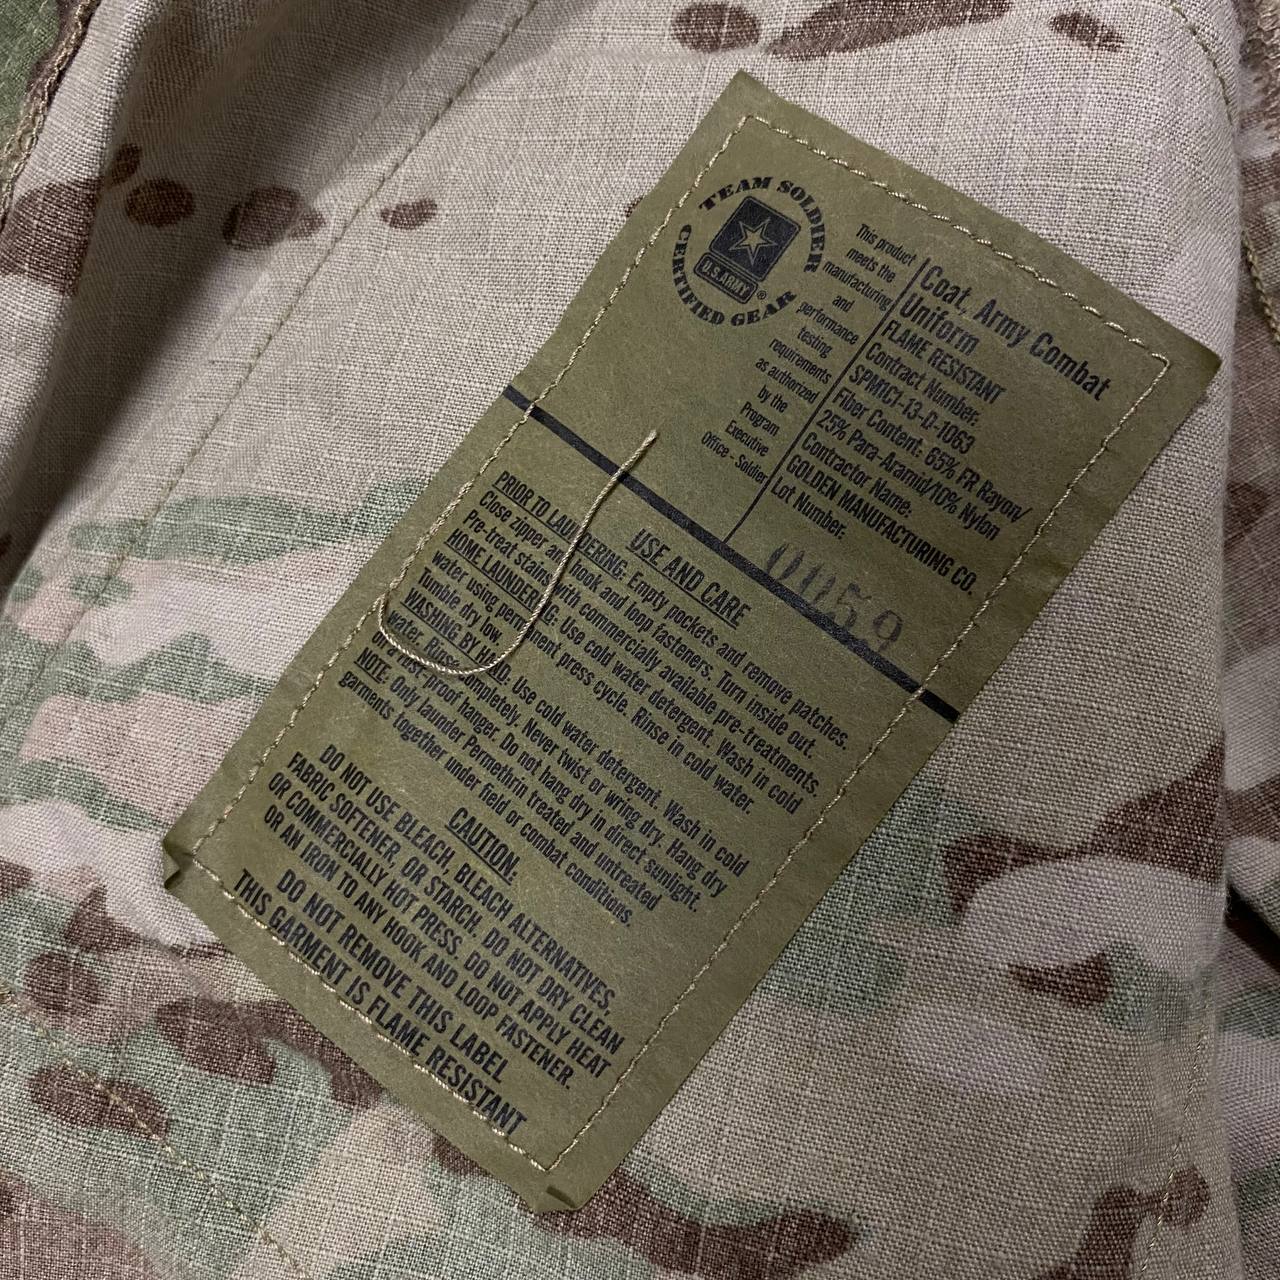 TEAM SOLDIER
CERTIFIED GEAR
U.S.ARMY
®
This product
meets the
manufacturing
and
performance
testing
requirements
as authorized
by the
Program
Executive
Office - Soldier
Coat, Army Combat
Uniform
FLAME RESISTANT
Contract Number:
SPM1C1-13-D-1063
Fiber Content: 65% FR Rayon/
25% Para-Aramid/10% Nylon
Contractor Name:
GOLDEN MANUFACTURING CO.
Lot Number:
0059
USE AND CARE
PRIOR TO LAUNDERING: Empty pockets and remove patches.
Close zipper and hook and loop fasteners. Turn inside out.
Pre-treat stains with commercially available pre-treatments.
HOME LAUNDERING: Use cold water detergent. Wash in cold
water using permanent press cycle. Rinse in cold water.
Tumble dry low.
WASHING BY HAND. Use cold water detergent. Wash in cold
water. Rinse completely. Never twist or wring dry. Hang dry
on a rust-proof hanger. Do not hang dry in direct sunlight.
NOTE: Only launder Permethrin treated and untreated
garments together under field or combat conditions.
CAUTION:
DO NOT USE BLEACH, BLEACH ALTERNATIVES,
FABRIC SOFTENER, OR STARCH. DO NOT DRY CLEAN
OR COMMERCIALLY HOT PRESS. DO NOT APPLY HEAT
OR AN IRON TO ANY HOOK AND LOOP FASTENER.
DO NOT REMOVE THIS LABEL
THIS GARMENT IS FLAME RESISTANT